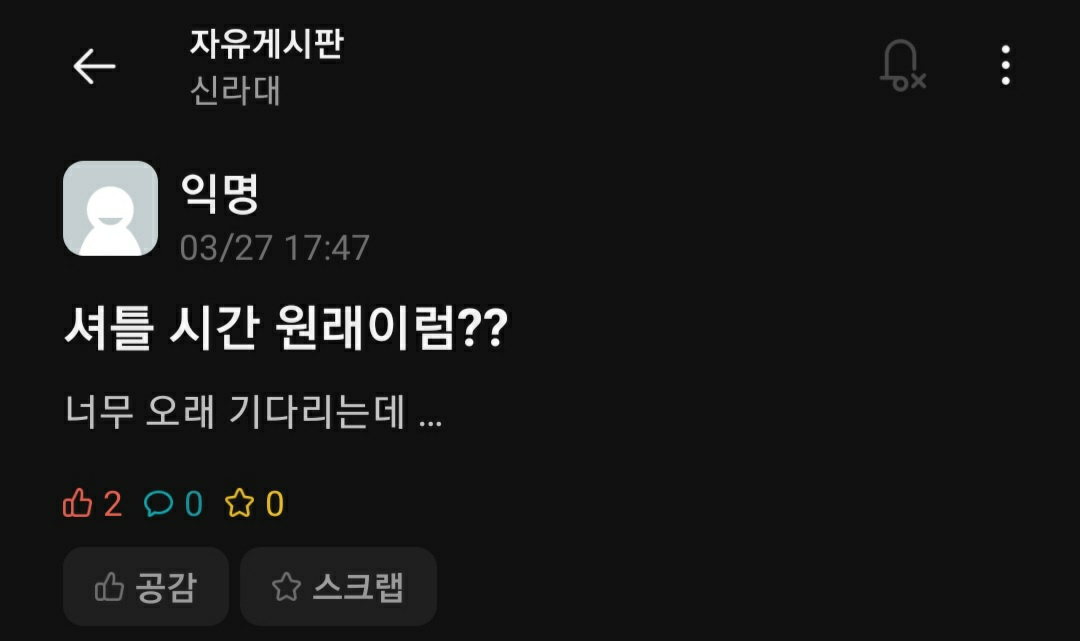 자유게시판
신라대
익명
03/27 17:47
셔틀 시간 원래이럼??
너무 오래 기다리는데 ...
2 0 0
공감 스크랩